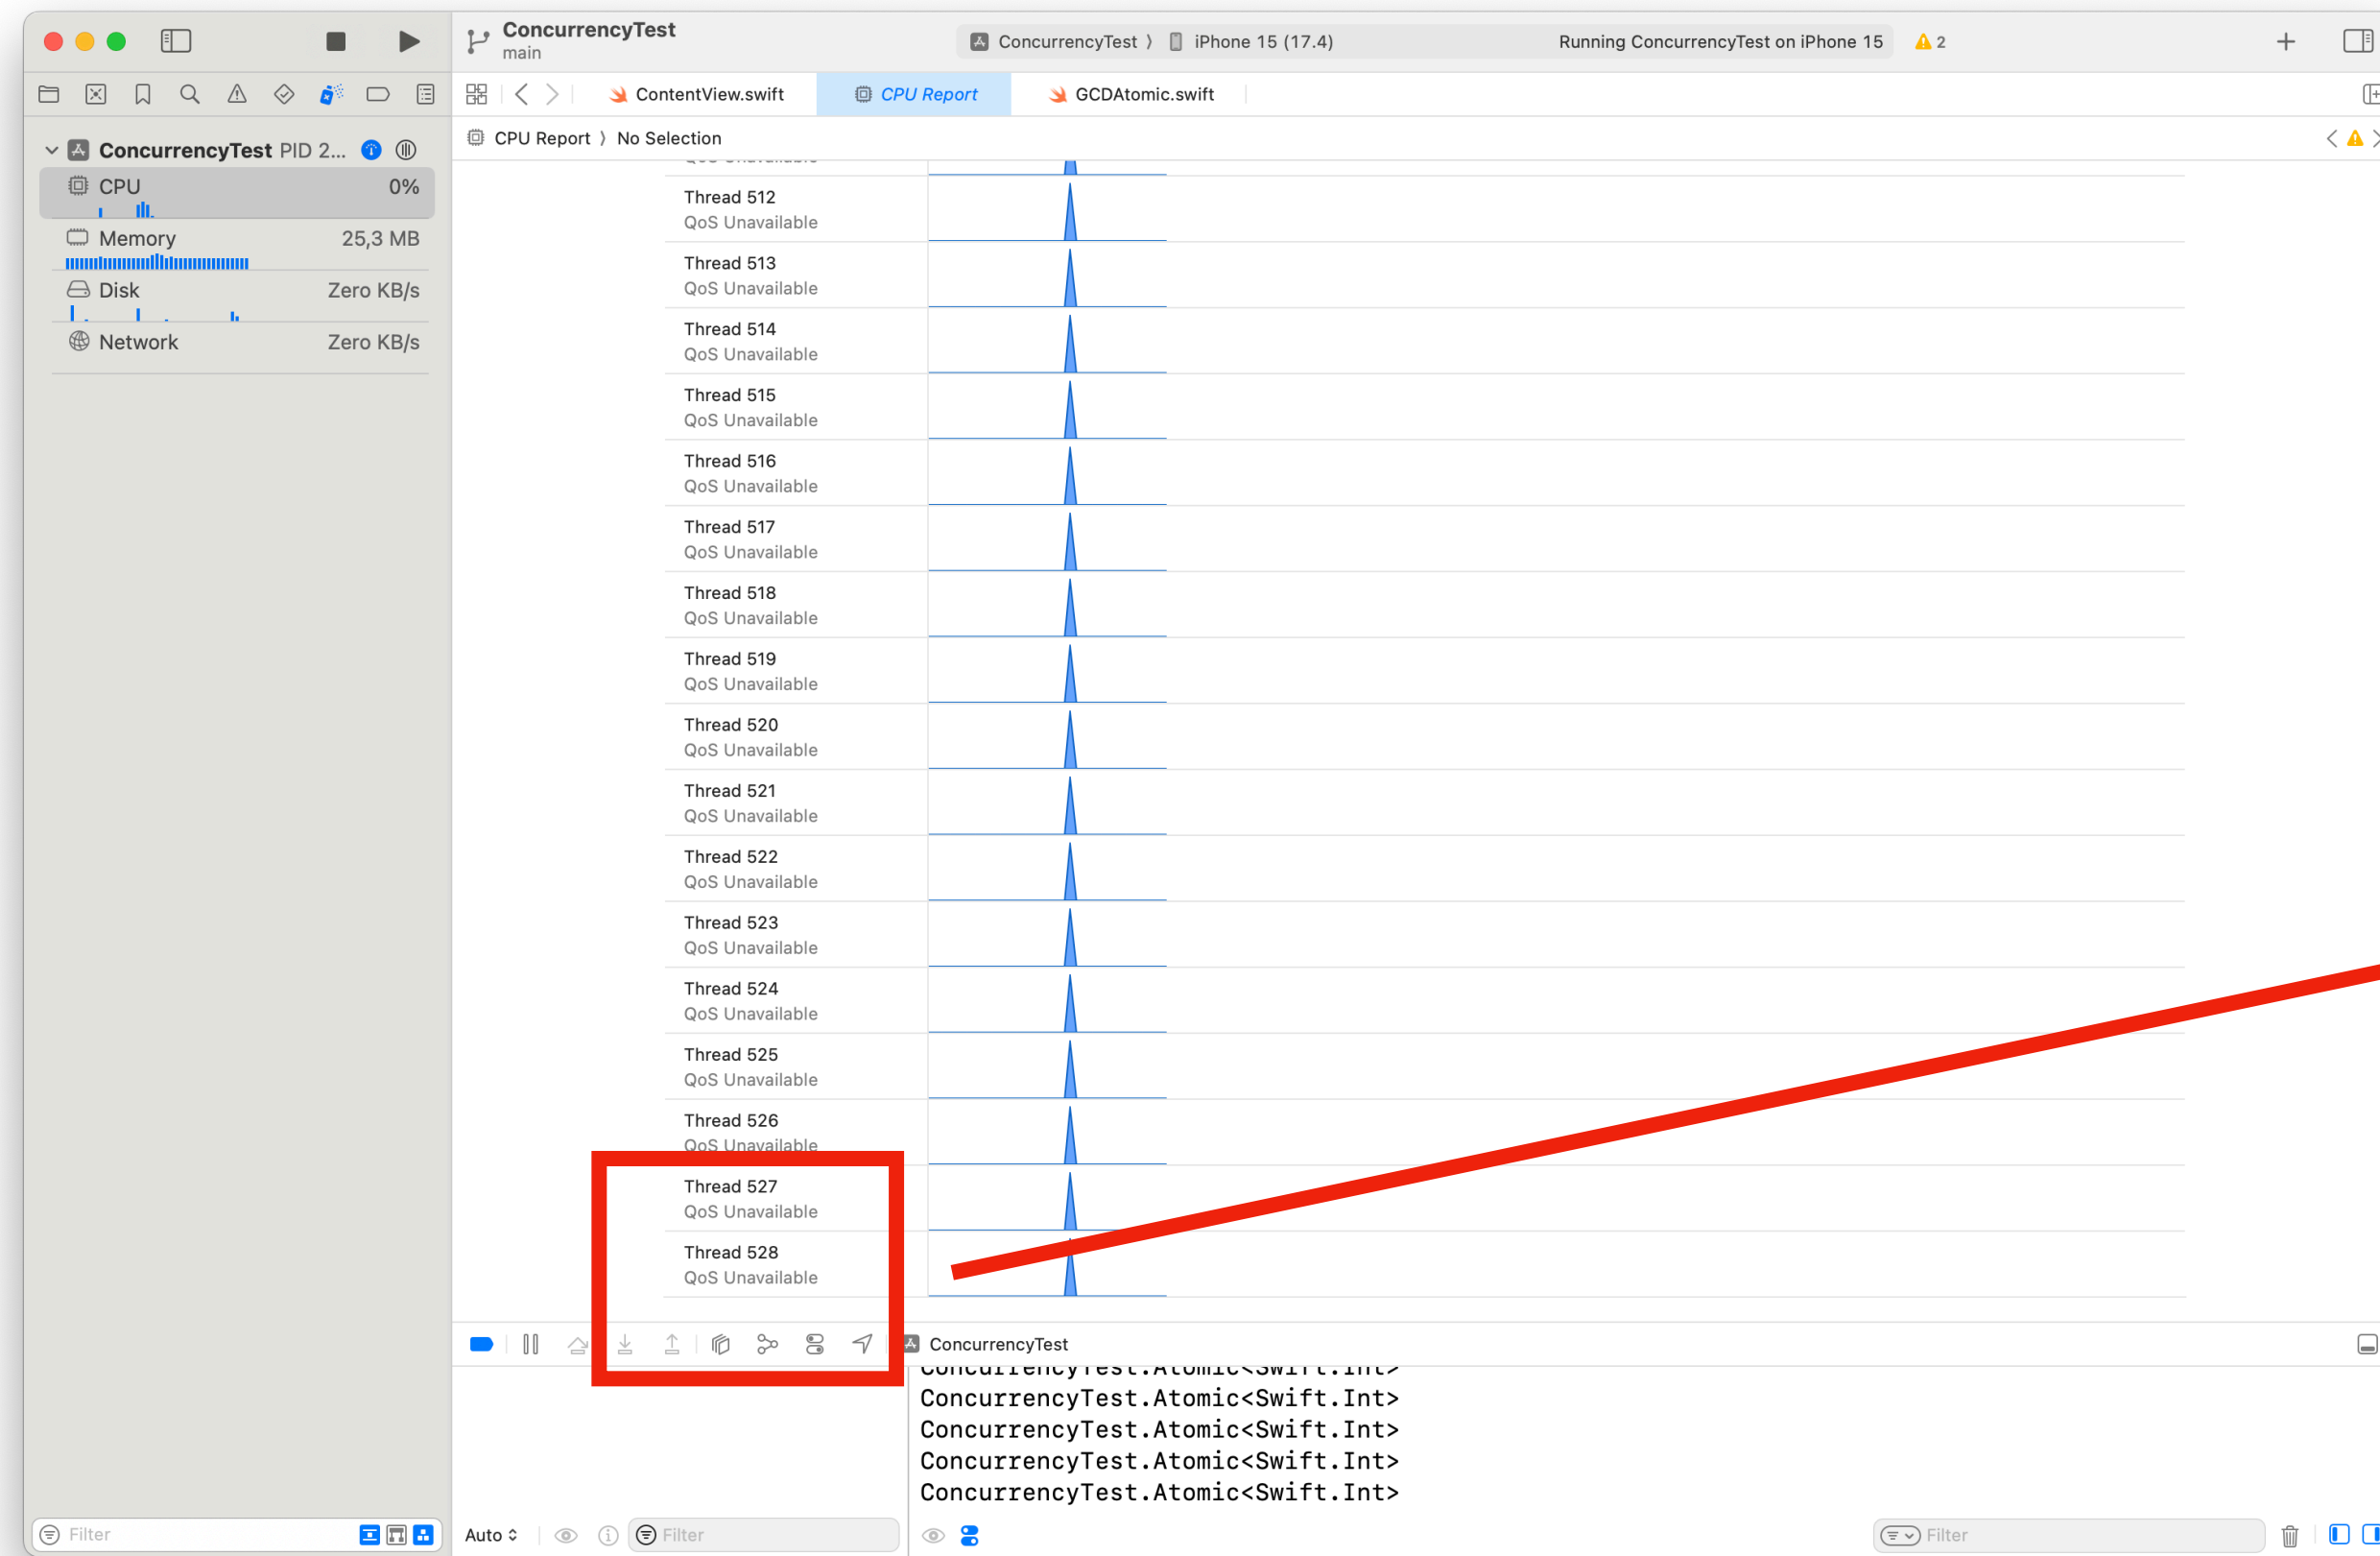 ConcurrencyTest
main
ConcurrencyTest
iPhone 15 (17.4)
Running ConcurrencyTest on iPhone 15
2
ContentView.swift
CPU Report
GCDAtomic.swift
CPU Report
No Selection
ConcurrencyTest PID 2...
CPU 0%
Memory 25,3 MB
Disk Zero KB/s
Network Zero KB/s
Thread 512
QoS Unavailable
Thread 513
QoS Unavailable
Thread 514
QoS Unavailable
Thread 515
QoS Unavailable
Thread 516
QoS Unavailable
Thread 517
QoS Unavailable
Thread 518
QoS Unavailable
Thread 519
QoS Unavailable
Thread 520
QoS Unavailable
Thread 521
QoS Unavailable
Thread 522
QoS Unavailable
Thread 523
QoS Unavailable
Thread 524
QoS Unavailable
Thread 525
QoS Unavailable
Thread 526
QoS Unavailable
Thread 527
QoS Unavailable
Thread 528
QoS Unavailable
ConcurrencyTest
ConcurrencyTest.Atomic<Swift.Int>
ConcurrencyTest.Atomic<Swift.Int>
ConcurrencyTest.Atomic<Swift.Int>
ConcurrencyTest.Atomic<Swift.Int>
ConcurrencyTest.Atomic<Swift.Int>
Filter
Auto
Filter
Filter